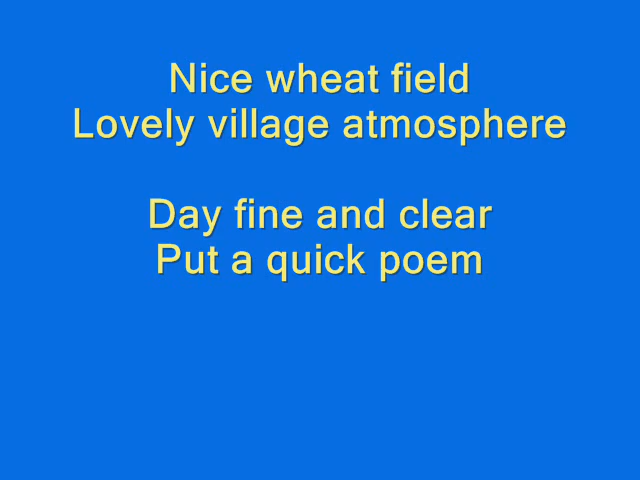 Nice wheat field
Lovely village atmosphere
Day fine and clear
Put a quick poem